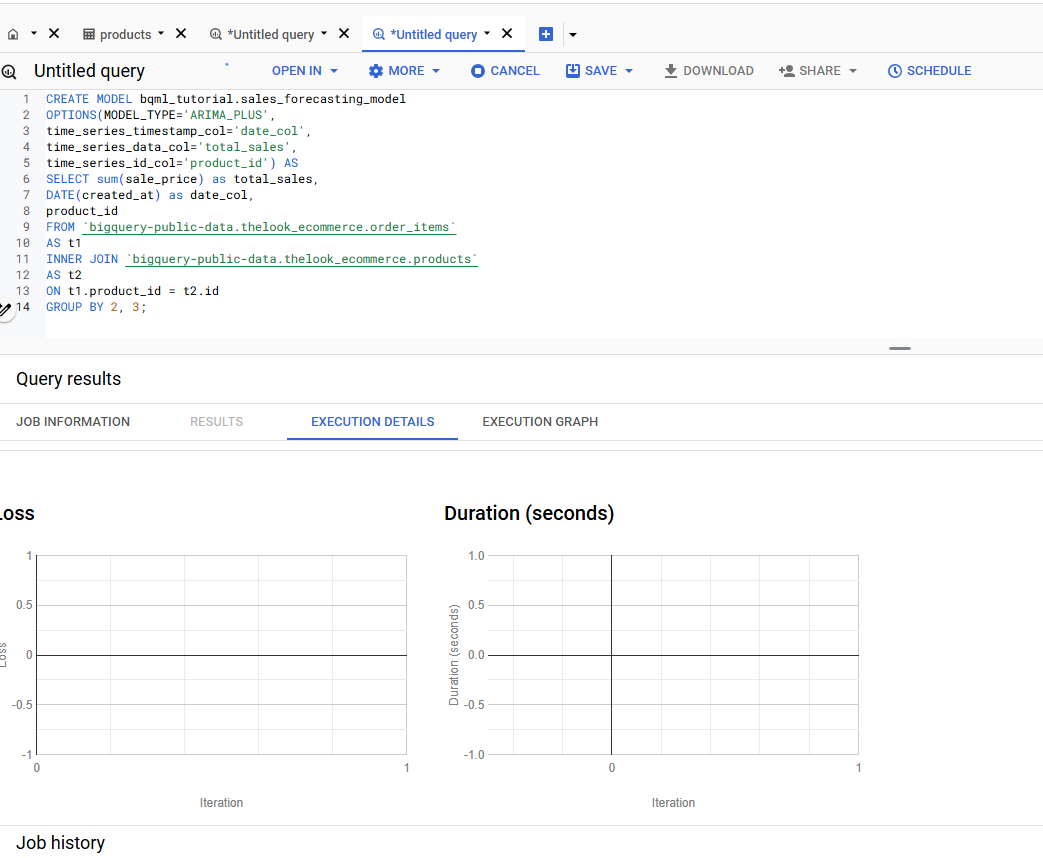 products
*Untitled query
*Untitled query
Untitled query
OPEN IN
MORE
CANCEL
SAVE
DOWNLOAD
SHARE
SCHEDULE
1 CREATE MODEL bqml_tutorial.sales_forecasting_model
2 OPTIONS(MODEL_TYPE='ARIMA_PLUS',
3 time_series_timestamp_col='date_col',
4 time_series_data_col='total_sales',
5 time_series_id_col='product_id') AS
6 SELECT sum(sale_price) as total_sales,
7 DATE(created_at) as date_col,
8 product_id
9 FROM `bigquery-public-data.thelook_ecommerce.order_items`
10 AS t1
11 INNER JOIN `bigquery-public-data.thelook_ecommerce.products`
12 AS t2
13 ON t1.product_id = t2.id
14 GROUP BY 2, 3;
Query results
JOB INFORMATION
RESULTS
EXECUTION DETAILS
EXECUTION GRAPH
Loss
1
0.5
0
-0.5
-1
Loss
0
1
Iteration
Duration (seconds)
1.0
0.5
0.0
-0.5
-1.0
Duration (seconds)
0
1
Iteration
Job history